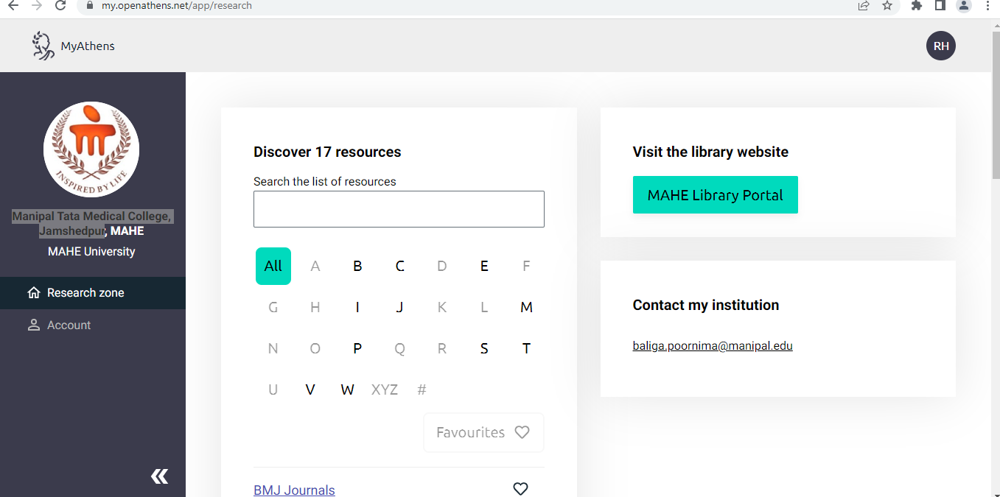 my.openathens.net/app/research
MyAthens
RH
INSPIRED BY LIFE
Manipal Tata Medical College,
Jamshedpur, MAHE
MAHE University
Research zone
Account
Discover 17 resources
Search the list of resources
All A B C D E F
G H I J K L M
N O P Q R S T
U V W XYZ #
Favourites
BMJ Journals
Visit the library website
MAHE Library Portal
Contact my institution
baliga.poornima@manipal.edu